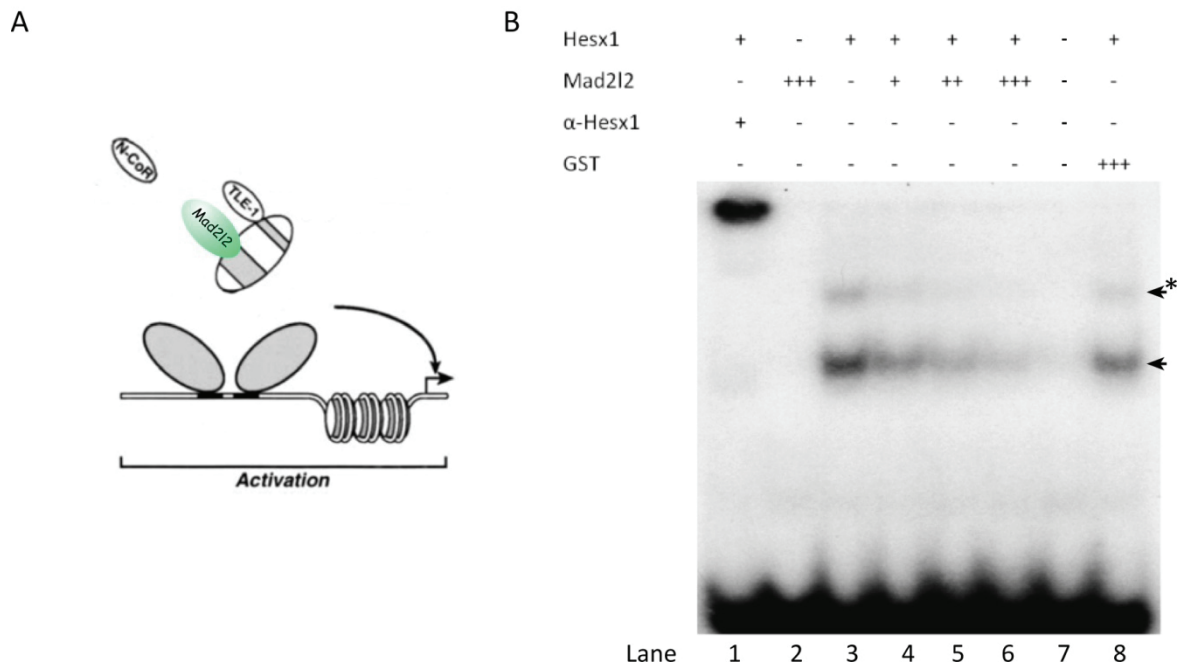 A
N-CoR
TLE-1
Mad2l2
Activation
B
Hesx1 + - + + + + - +
Mad2l2 - +++ - + ++ +++ - -
α-Hesx1 + - - - - - - -
GST - - - - - - - +++
*
Lane 1 2 3 4 5 6 7 8